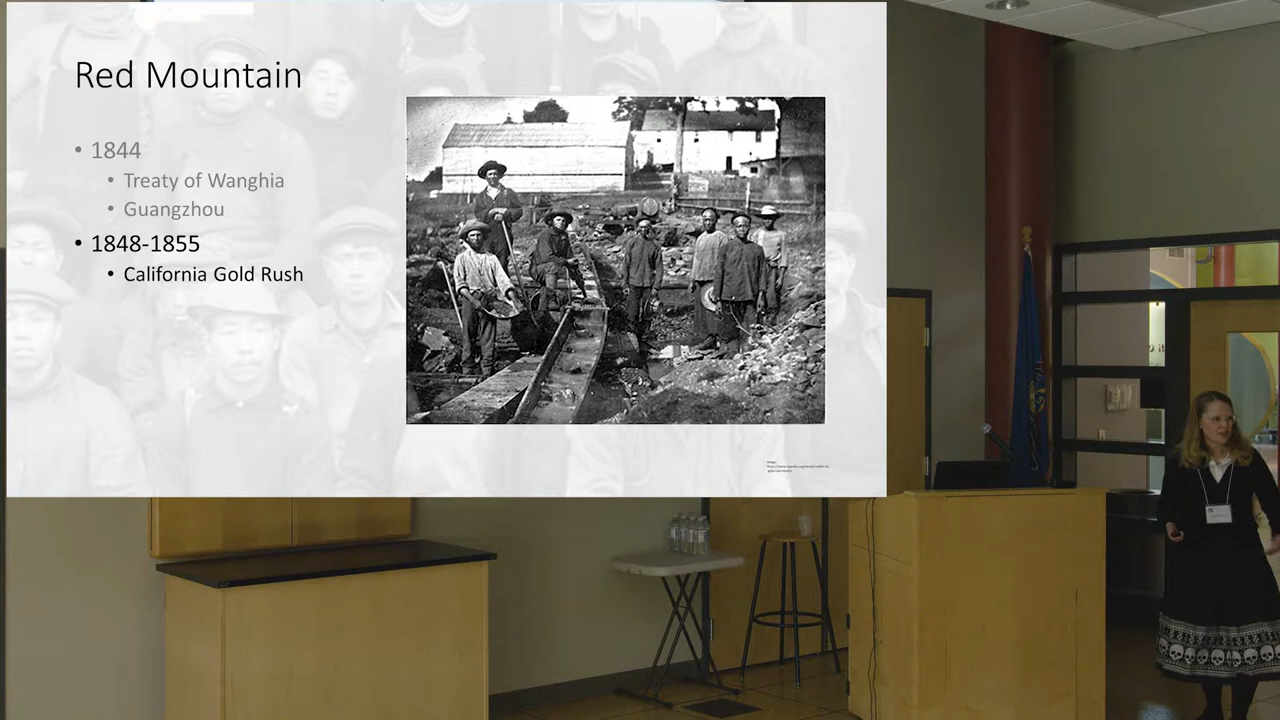 Red Mountain
• 1844
• Treaty of Wanghia
• Guangzhou
• 1848-1855
• California Gold Rush